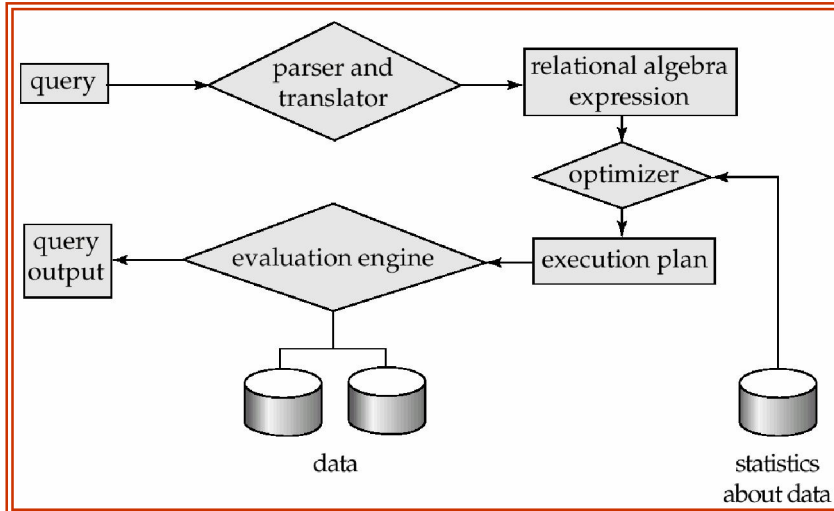 query
parser and
translator
relational algebra
expression
optimizer
query
output
evaluation engine
execution plan
data
statistics
about data